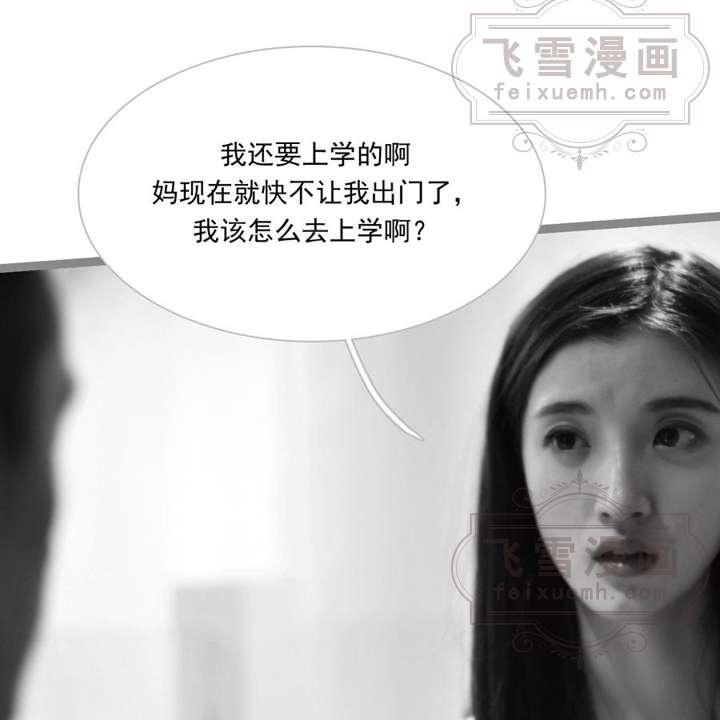 飞雪漫画
feixuemh.com
我还要上学的啊
妈现在就快不让我出门了，
我该怎么去上学啊？
飞雪漫画
feixuemh.com